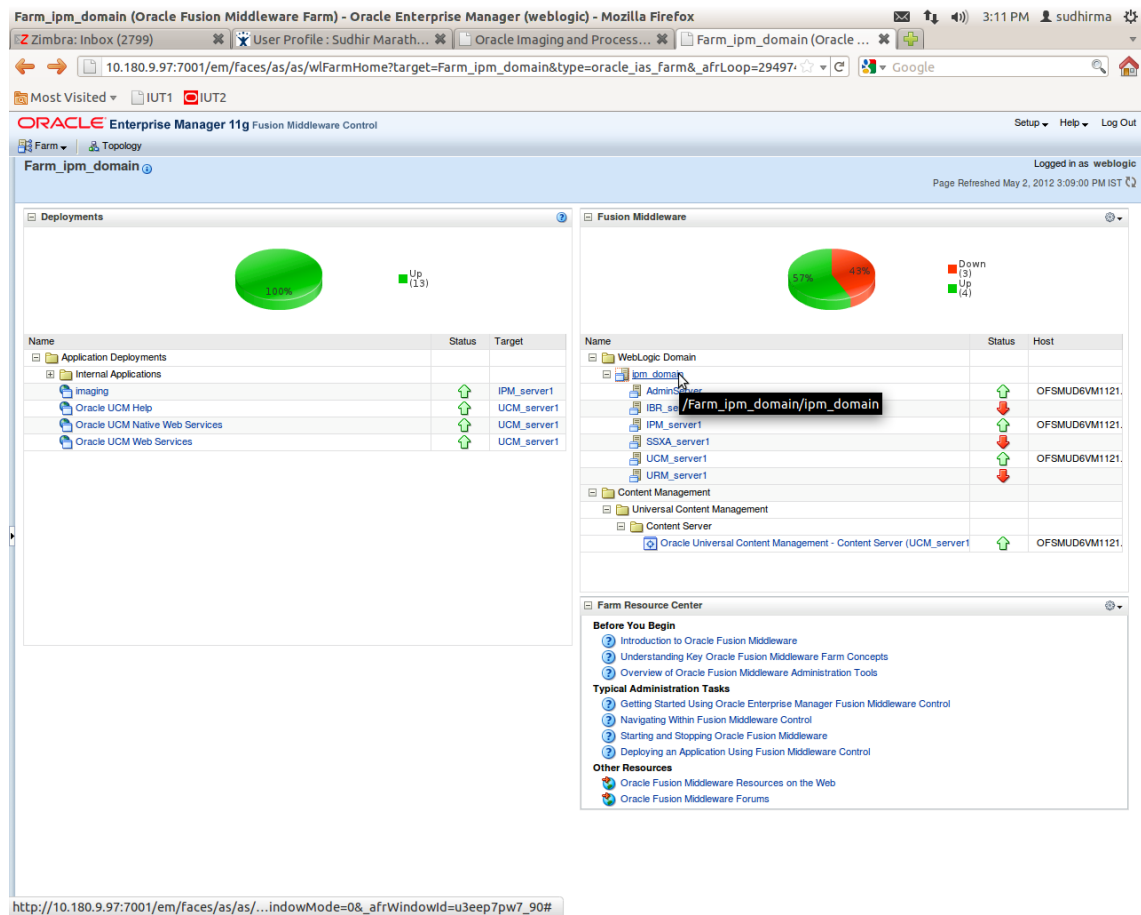 Farm_ipm_domain (Oracle Fusion Middleware Farm) - Oracle Enterprise Manager (weblogic) - Mozilla Firefox 3:11 PM sudhirma
Zimbra: Inbox (2799) User Profile : Sudhir Marath... Oracle Imaging and Process... Farm_ipm_domain (Oracle ...
10.180.9.97:7001/em/faces/as/as/wlFarmHome?target=Farm_ipm_domain&type=oracle_ias_farm&_afrLoop=29497 Google
Most Visited IUT1 IUT2
ORACLE Enterprise Manager 11g Fusion Middleware Control Setup Help Log Out
Farm Topology
Farm_ipm_domain Logged in as weblogic
Page Refreshed May 2, 2012 3:09:00 PM IST
Deployments
100%
Up
(13)
Name Status Target
Application Deployments
Internal Applications
imaging IPM_server1
Oracle UCM Help UCM_server1
Oracle UCM Native Web Services UCM_server1
Oracle UCM Web Services UCM_server1
Fusion Middleware
57% 43%
Down
(3)
Up
(4)
Name Status Host
WebLogic Domain
ipm_domain
AdminServer OFSMUD6VM1121.
/Farm_ipm_domain/ipm_domain
IBR_se
IPM_server1 OFSMUD6VM1121.
SSXA_server1
UCM_server1 OFSMUD6VM1121.
URM_server1
Content Management
Universal Content Management
Content Server
Oracle Universal Content Management - Content Server (UCM_server1 OFSMUD6VM1121.
Farm Resource Center
Before You Begin
Introduction to Oracle Fusion Middleware
Understanding Key Oracle Fusion Middleware Farm Concepts
Overview of Oracle Fusion Middleware Administration Tools
Typical Administration Tasks
Getting Started Using Oracle Enterprise Manager Fusion Middleware Control
Navigating Within Fusion Middleware Control
Starting and Stopping Oracle Fusion Middleware
Deploying an Application Using Fusion Middleware Control
Other Resources
Oracle Fusion Middleware Resources on the Web
Oracle Fusion Middleware Forums
http://10.180.9.97:7001/em/faces/as/as/...indowMode=0&_afrWindowId=u3eep7pw7_90#